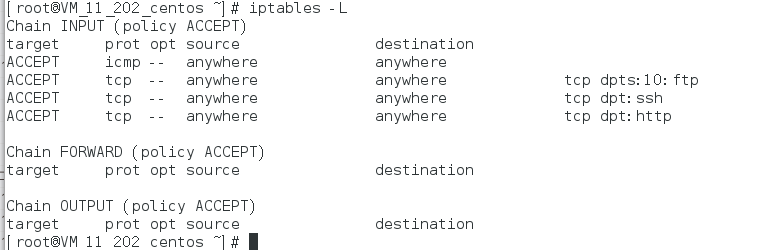 [root@VM_11_202_centos ~]# iptables -L
Chain INPUT (policy ACCEPT)
target     prot opt source               destination
ACCEPT     icmp --  anywhere             anywhere
ACCEPT     tcp  --  anywhere             anywhere             tcp dpts:10:ftp
ACCEPT     tcp  --  anywhere             anywhere             tcp dpt:ssh
ACCEPT     tcp  --  anywhere             anywhere             tcp dpt:http
Chain FORWARD (policy ACCEPT)
target     prot opt source               destination
Chain OUTPUT (policy ACCEPT)
target     prot opt source               destination
[root@VM_11_202_centos ~]#